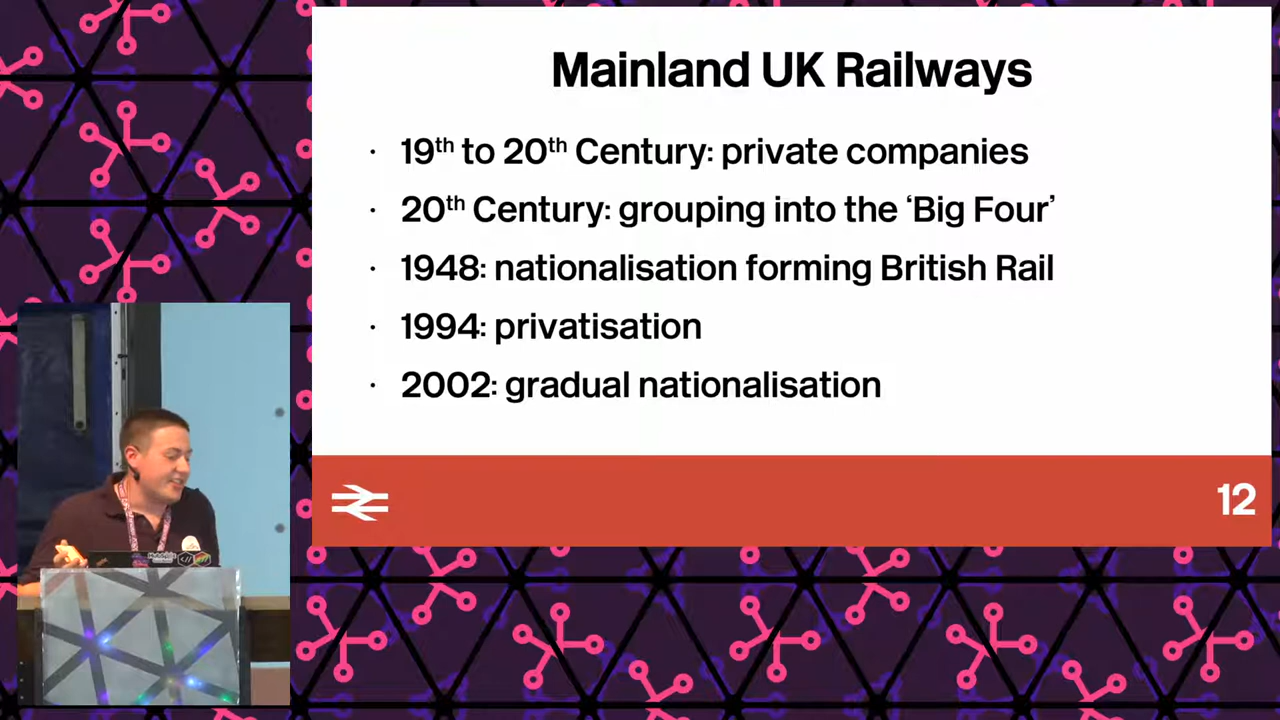 Mainland UK Railways
· 19th to 20th Century: private companies
· 20th Century: grouping into the ‘Big Four’
· 1948: nationalisation forming British Rail
· 1994: privatisation
· 2002: gradual nationalisation
12